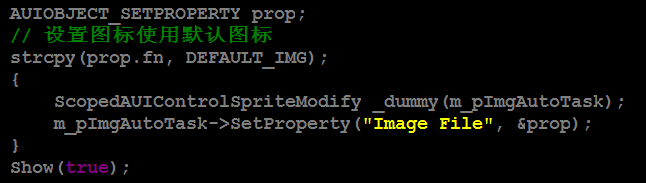 AUIOBJECT_SETPROPERTY prop;
// 设置图标使用默认图标
strcpy(prop.fn, DEFAULT_IMG);
{
    ScopedAUIControlSpriteModify _dummy(m_pImgAutoTask);
    m_pImgAutoTask->SetProperty("Image File", &prop);
}
Show(true);